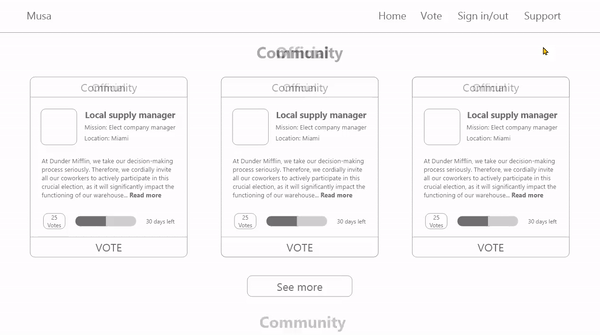 Musa
Home Vote Sign in/out Support
Local supply manager
Mission: Elect company manager
Location: Miami
At Dunder Mifflin, we take our decision-making
process seriously. Therefore, we cordially invite
all our coworkers to actively participate in this
crucial election, as it will significantly impact the
functioning of our warehouse... Read more
25
Votes
30 days left
VOTE
Local supply manager
Mission: Elect company manager
Location: Miami
At Dunder Mifflin, we take our decision-making
process seriously. Therefore, we cordially invite
all our coworkers to actively participate in this
crucial election, as it will significantly impact the
functioning of our warehouse... Read more
25
Votes
30 days left
VOTE
Local supply manager
Mission: Elect company manager
Location: Miami
At Dunder Mifflin, we take our decision-making
process seriously. Therefore, we cordially invite
all our coworkers to actively participate in this
crucial election, as it will significantly impact the
functioning of our warehouse... Read more
25
Votes
30 days left
VOTE
See more
Community